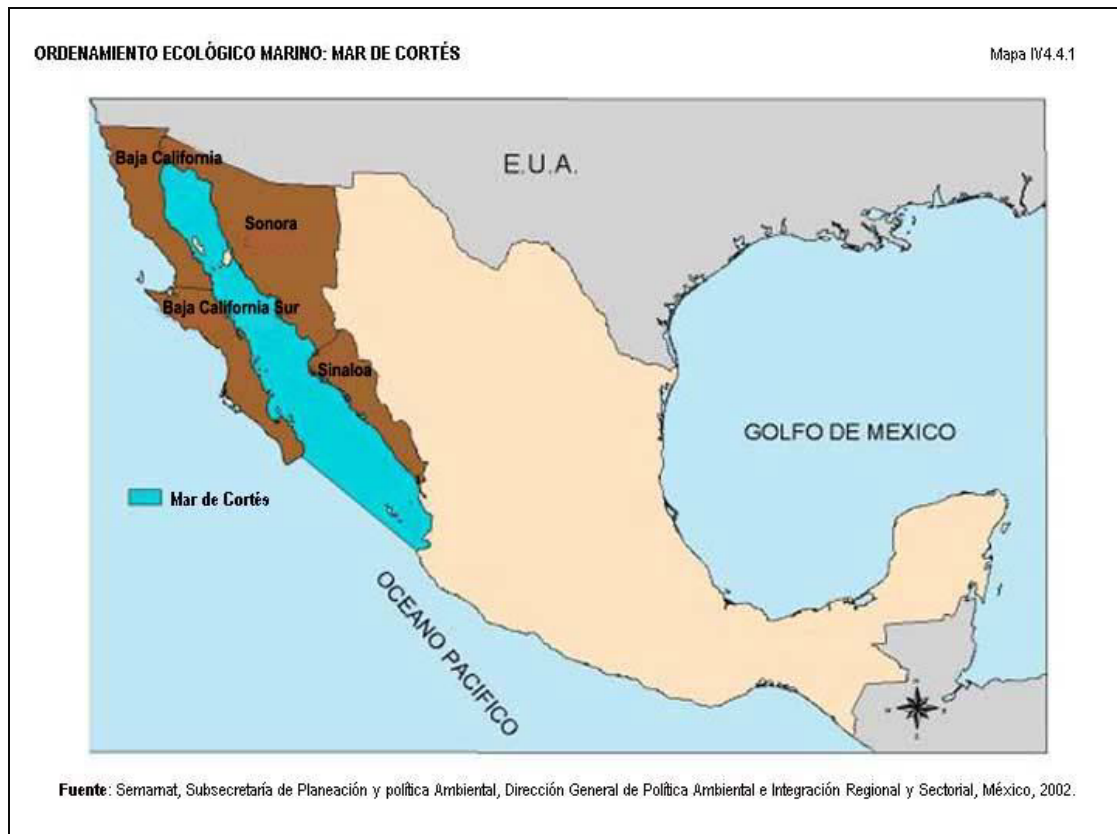 ORDENAMIENTO ECOLÓGICO MARINO: MAR DE CORTÉS
Mapa IV4.4.1
E.U.A.
Baja California
Sonora
Baja California Sur
Sinaloa
GOLFO DE MEXICO
Mar de Cortés
OCEANO PACIFICO
Fuente: Semarnat, Subsecretaría de Planeación y política Ambiental, Dirección General de Política Ambiental e Integración Regional y Sectorial, México, 2002.